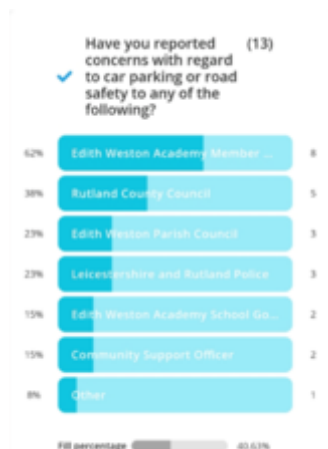 Have you reported (13)
concerns with regard
to car parking or road
safety to any of the
following?
62% Edith Weston Academy Member ... 8
38% Rutland County Council 5
23% Edith Weston Parish Council 3
23% Leicestershire and Rutland Police 3
15% Edith Weston Academy School Go... 2
15% Community Support Officer 2
8% Other 1
Fill percentage 40.63%